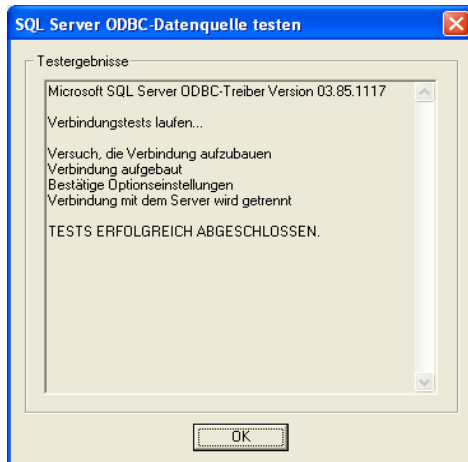 SQL Server ODBC-Datenquelle testen
Testergebnisse
Microsoft SQL Server ODBC-Treiber Version 03.85.1117
Verbindungstests laufen...
Versuch, die Verbindung aufzubauen
Verbindung aufgebaut
Bestätige Optionseinstellungen
Verbindung mit dem Server wird getrennt
TESTS ERFOLGREICH ABGESCHLOSSEN.
OK